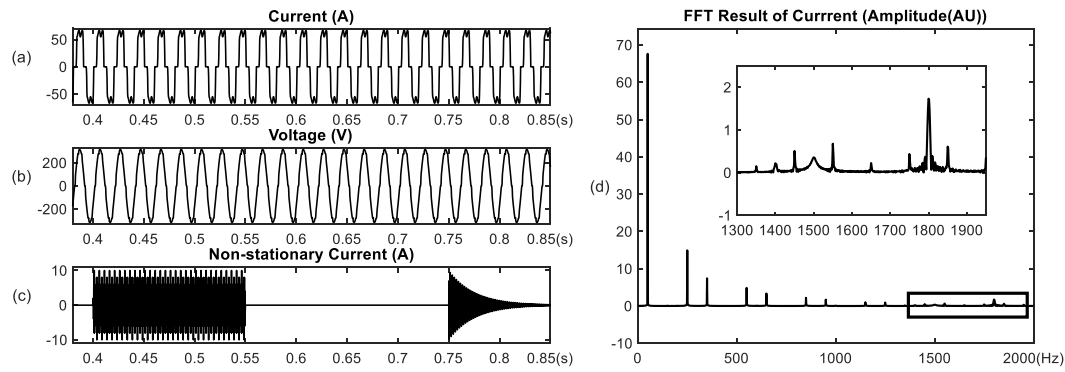 Current (A)
(a)
50
0
-50
0.4 0.45 0.5 0.55 0.6 0.65 0.7 0.75 0.8 0.85(s)
Voltage (V)
(b)
200
0
-200
0.4 0.45 0.5 0.55 0.6 0.65 0.7 0.75 0.8 0.85(s)
Non-stationary Current (A)
(c)
10
0
-10
0.4 0.45 0.5 0.55 0.6 0.65 0.7 0.75 0.8 0.85(s)
FFT Result of Currrent (Amplitude(AU))
(d)
70
60
50
40
30
20
10
0
-10
0 500 1000 1500 2000(Hz)
2
1
0
-1
1300 1400 1500 1600 1700 1800 1900